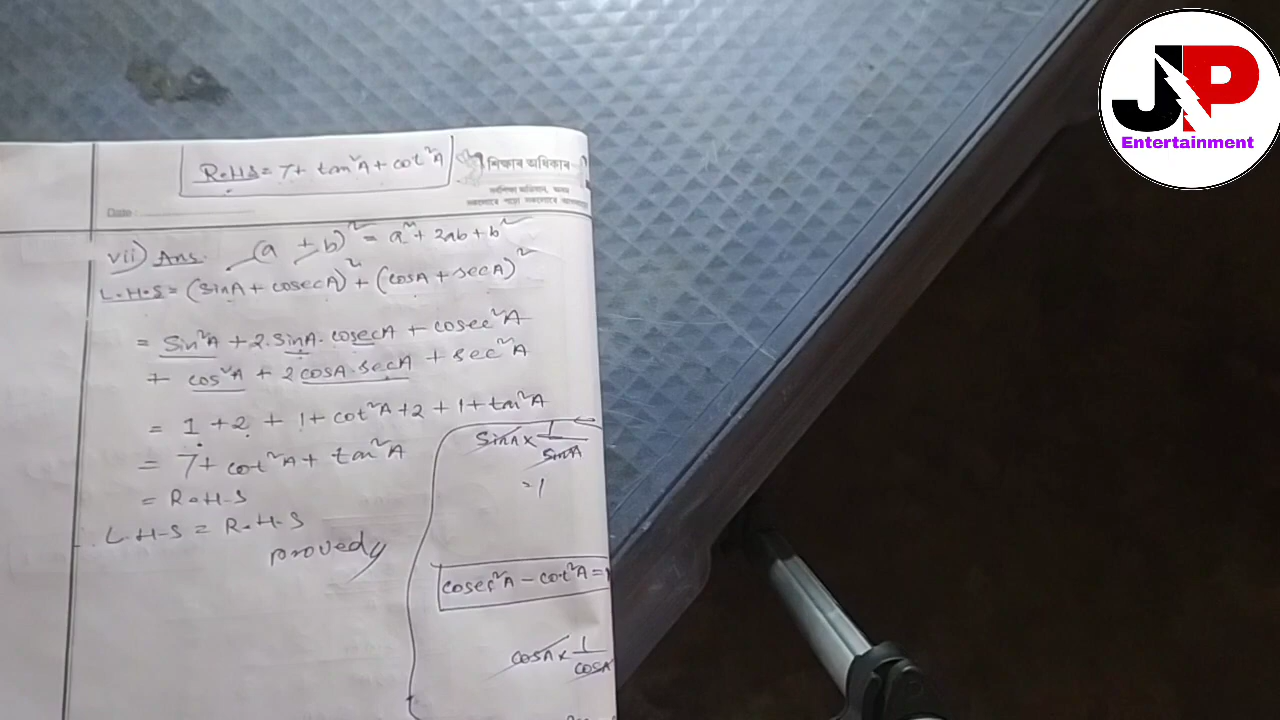 JP
Entertainment
R.H.S = 7 + tan²A + cot²A
শিক্ষাৰ অধিকাৰ
Date :
vii) Ans. (a + b)² = a² + 2ab + b²
L.H.S = (sinA + cosecA)² + (cosA + secA)²
= Sin²A + 2.SinA.cosecA + cosec²A
+ cos²A + 2 cosA.secA + sec²A
= 1 + 2 + 1 + cot²A + 2 + 1 + tan²A
= 7 + cot²A + tan²A
= R.H.S
L.H.S = R.H.S
proved
SinA × 1/SinA
= 1
cosec²A - cot²A = 1
cosA × 1/cosA